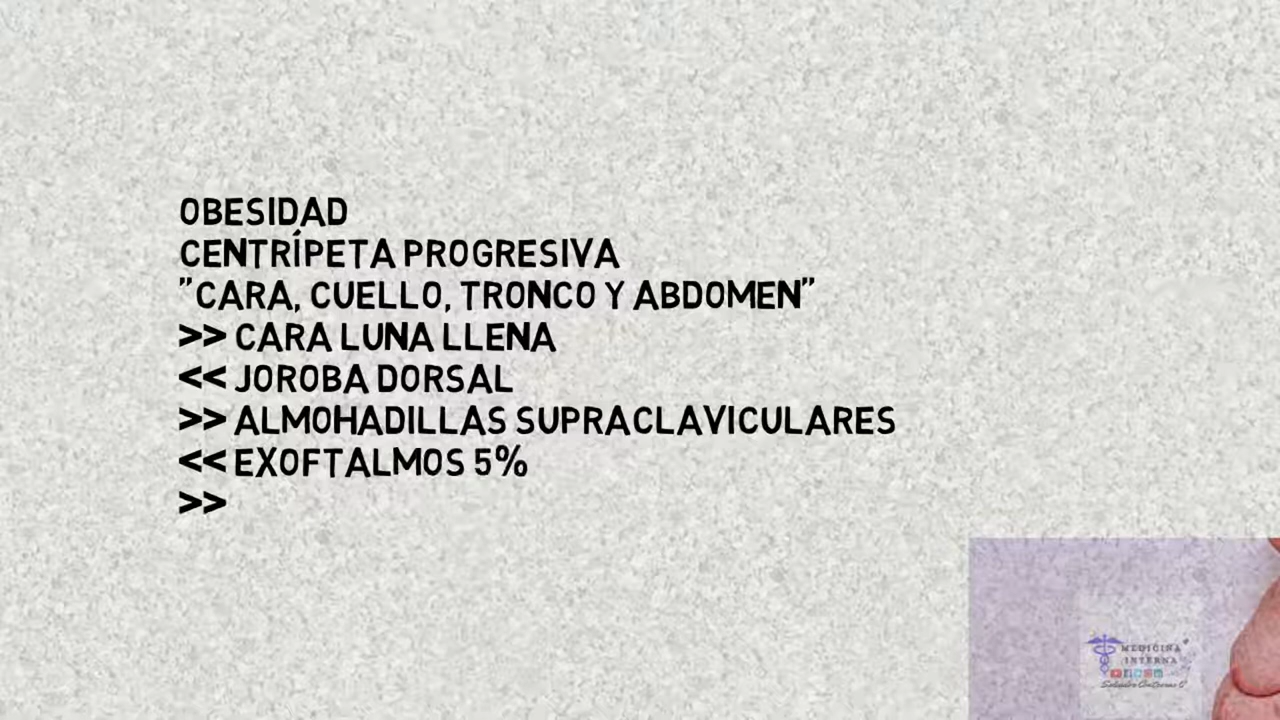 OBESIDAD
CENTRÍPETA PROGRESIVA
"CARA, CUELLO, TRONCO Y ABDOMEN"
>> CARA LUNA LLENA
<< JOROBA DORSAL
>> ALMOHADILLAS SUPRACLAVICULARES
<< EXOFTALMOS 5%
>>
MEDICINA
INTERNA